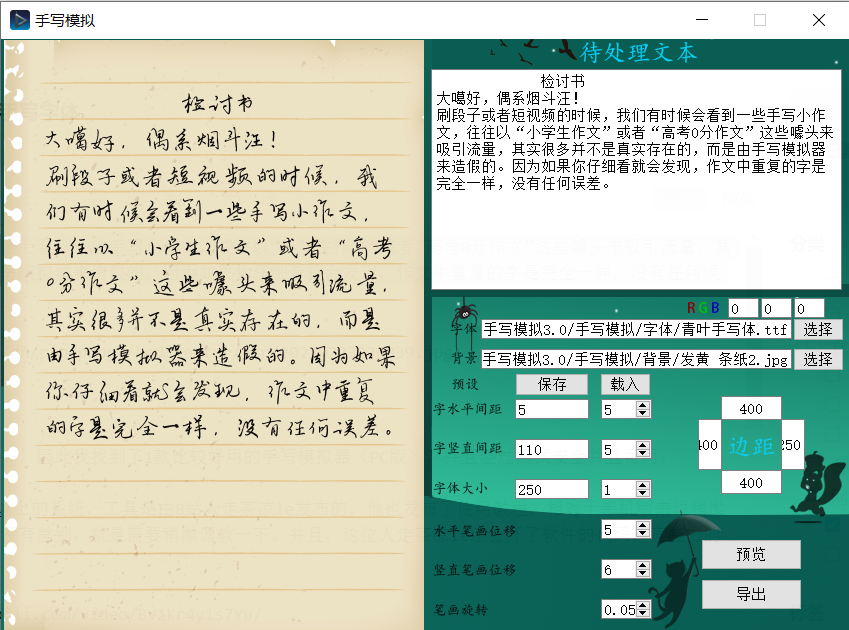 手写模拟
检讨书
大噶好，偶系烟斗汪！
刷段子或者短视频的时候，我
们有时候会看到一些手写小作文，
往往以“小学生作文”或者“高考
0分作文”这些噱头来吸引流量，
其实很多并不是真实存在的，而是
由手写模拟器来造假的。因为如果
你仔细看就会发现，作文中重复
的字是完全一样，没有任何误差。
待处理文本
检讨书
大噶好，偶系烟斗汪！
刷段子或者短视频的时候，我们有时候会看到一些手写小作
文，往往以“小学生作文”或者“高考0分作文”这些噱头来
吸引流量，其实很多并不是真实存在的，而是由手写模拟器
来造假的。因为如果你仔细看就会发现，作文中重复的字是
完全一样，没有任何误差。
RGB 0 0 0
字体 手写模拟3.0/手写模拟/字体/青叶手写体.ttf 选择
背景 手写模拟3.0/手写模拟/背景/发黄 条纸2.jpg 选择
预设 保存 载入
字水平间距 5 5
字竖直间距 110 5
字体大小 250 1
水平笔画位移 5
竖直笔画位移 6
笔画旋转 0.05
400
400 边距 250
400
预览
导出